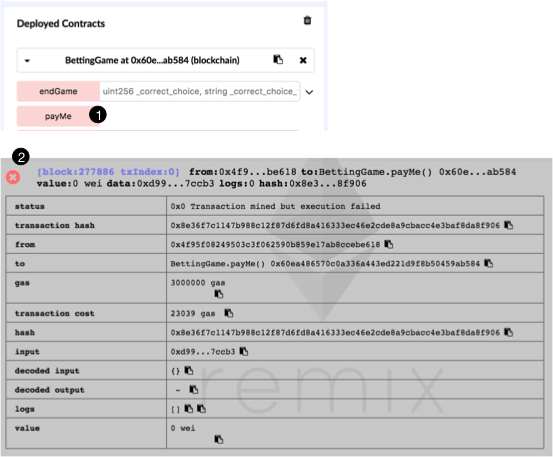 Deployed Contracts
BettingGame at 0x60e...ab584 (blockchain)
endGame uint256 _correct_choice, string _correct_choice_
payMe 1
2
[block:277886 txIndex:0] from:0x4f9...be618 to:BettingGame.payMe() 0x60e...ab584
value:0 wei data:0xd99...7ccb3 logs:0 hash:0x8e3...8f906
status 0x0 Transaction mined but execution failed
transaction hash 0x8e36f7c1147b988c12f87d6fd8a416333ec46e2cde8a9cbacc4e3baf8da8f906
from 0x4f95f08249503c3f062590b859e17ab8ccebe618
to BettingGame.payMe() 0x60ea486570c0a336a443ed221d9f8b50459ab584
gas 3000000 gas
transaction cost 23039 gas
hash 0x8e36f7c1147b988c12f87d6fd8a416333ec46e2cde8a9cbacc4e3baf8da8f906
input 0xd99...7ccb3
decoded input {}
decoded output -
logs []
value 0 wei
remix